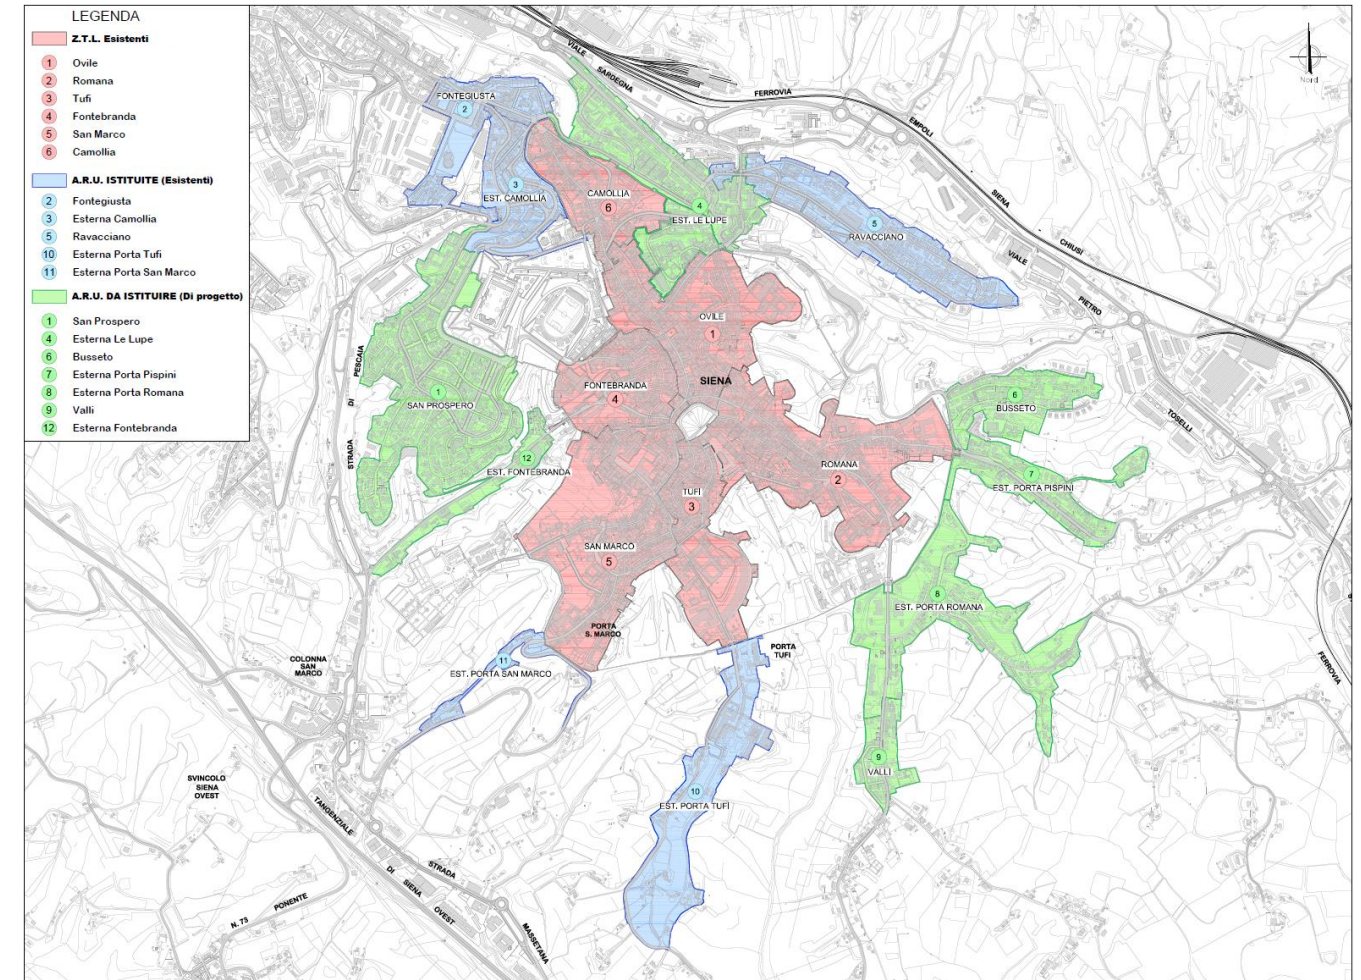 LEGENDA
Z.T.L. Esistenti
1 Ovile
2 Romana
3 Tufi
4 Fontebranda
5 San Marco
6 Camollia
A.R.U. ISTITUITE (Esistenti)
2 Fontegiusta
3 Esterna Camollia
5 Ravacciano
10 Esterna Porta Tufi
11 Esterna Porta San Marco
A.R.U. DA ISTITUIRE (Di progetto)
1 San Prospero
4 Esterna Le Lupe
6 Busseto
7 Esterna Porta Pispini
8 Esterna Porta Romana
9 Valli
12 Esterna Fontebranda
Nord
VIALE
SARDEGNA
FERROVIA
EMPOLI
-
SIENA
-
CHIUSI
FONTEGIUSTA
2
3
EST. CAMOLLIA
CAMOLLIA
6
4
EST. LE LUPE
5
RAVACCIANO
VIALE
PIETRO
TOSELLI
OVILE
1
SIENA
FONTEBRANDA
4
STRADA
DI
PESCAIA
1
SAN PROSPERO
12
EST. FONTEBRANDA
6
BUSSETO
7
EST. PORTA PISPINI
ROMANA
2
TUFI
3
SAN MARCO
5
8
EST. PORTA ROMANA
PORTA
S. MARCO
PORTA
TUFI
11
EST. PORTA SAN MARCO
COLONNA
SAN
MARCO
FERROVIA
9
VALLI
10
EST. PORTA TUFI
SVINCOLO
SIENA
OVEST
TANGENZIALE
DI
SIENA
OVEST
STRADA
MASSETANA
N. 73
PONENTE